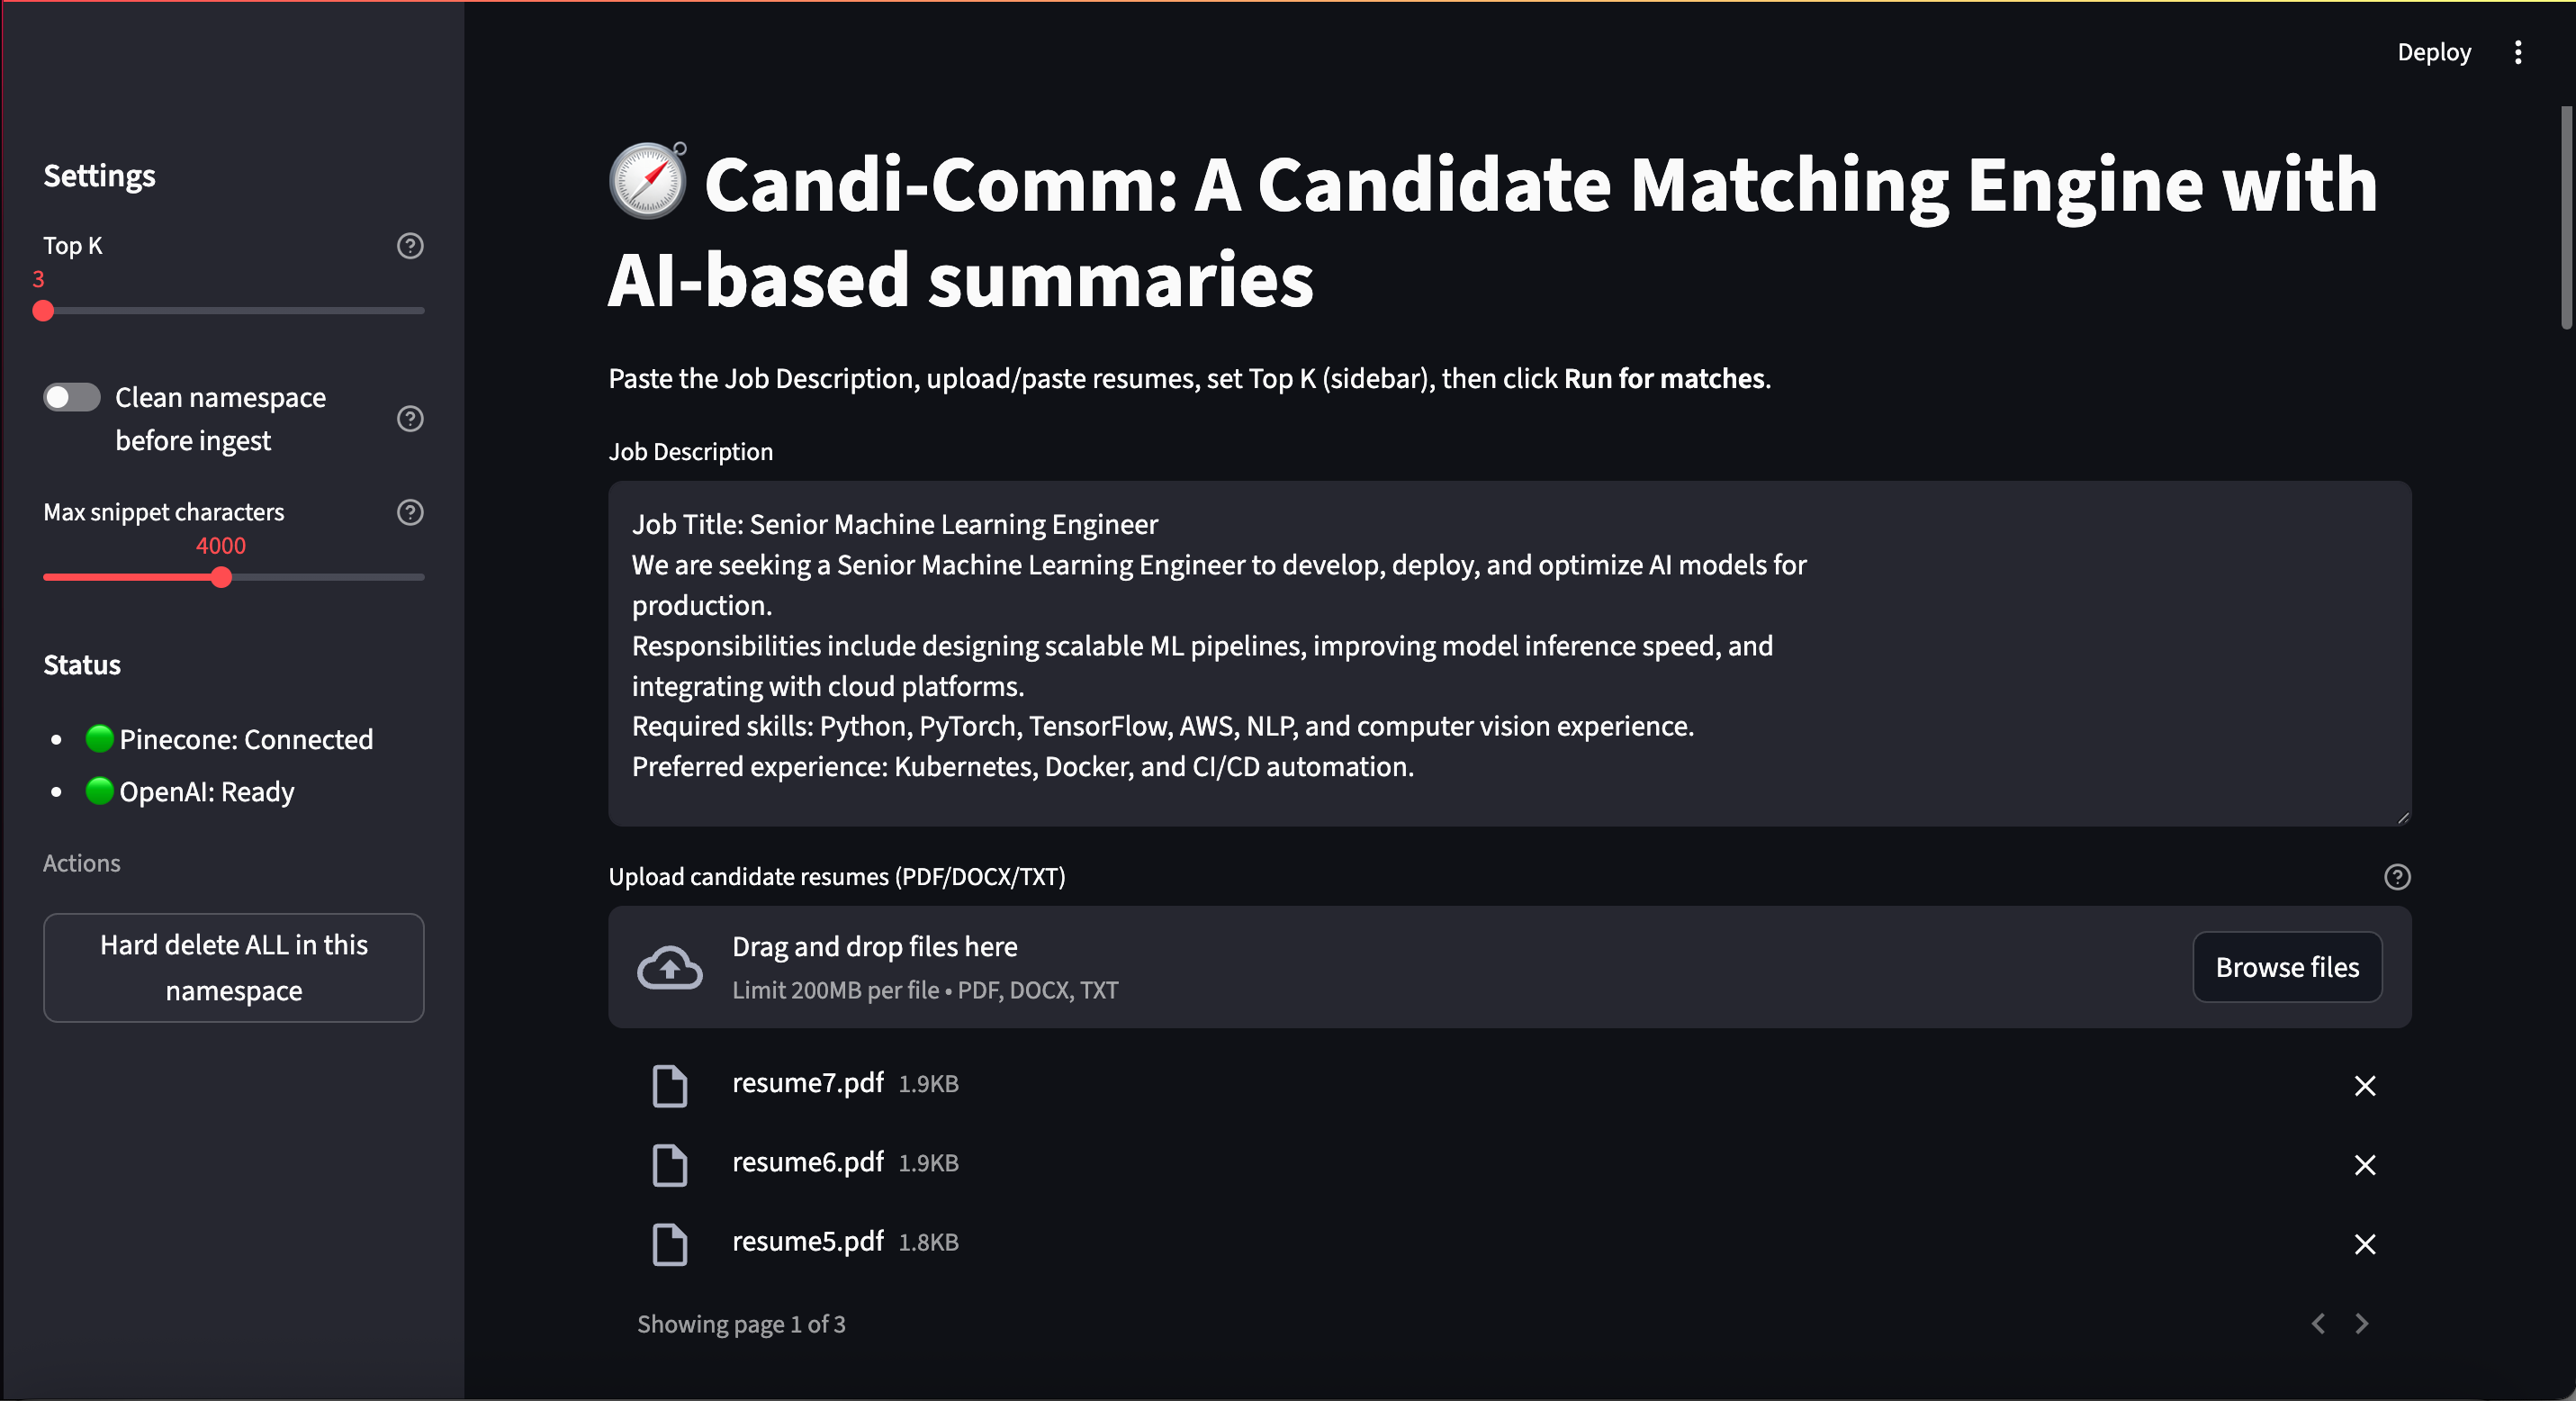 Deploy
Settings
Top K
3
Clean namespace
before ingest
Max snippet characters
4000
Status
Pinecone: Connected
OpenAI: Ready
Actions
Hard delete ALL in this
namespace
Candi-Comm: A Candidate Matching Engine with
AI-based summaries
Paste the Job Description, upload/paste resumes, set Top K (sidebar), then click Run for matches.
Job Description
Job Title: Senior Machine Learning Engineer
We are seeking a Senior Machine Learning Engineer to develop, deploy, and optimize AI models for
production.
Responsibilities include designing scalable ML pipelines, improving model inference speed, and
integrating with cloud platforms.
Required skills: Python, PyTorch, TensorFlow, AWS, NLP, and computer vision experience.
Preferred experience: Kubernetes, Docker, and CI/CD automation.
Upload candidate resumes (PDF/DOCX/TXT)
Drag and drop files here
Limit 200MB per file • PDF, DOCX, TXT
Browse files
resume7.pdf 1.9KB
resume6.pdf 1.9KB
resume5.pdf 1.8KB
Showing page 1 of 3